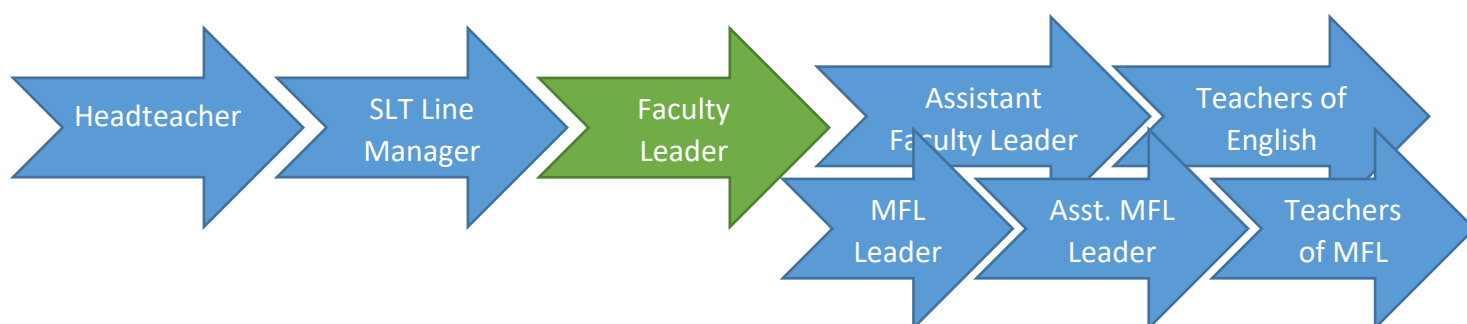 Headteacher
SLT Line
Manager
Faculty
Leader
Assistant
Faculty Leader
Teachers of
English
MFL
Leader
Asst. MFL
Leader
Teachers
of MFL